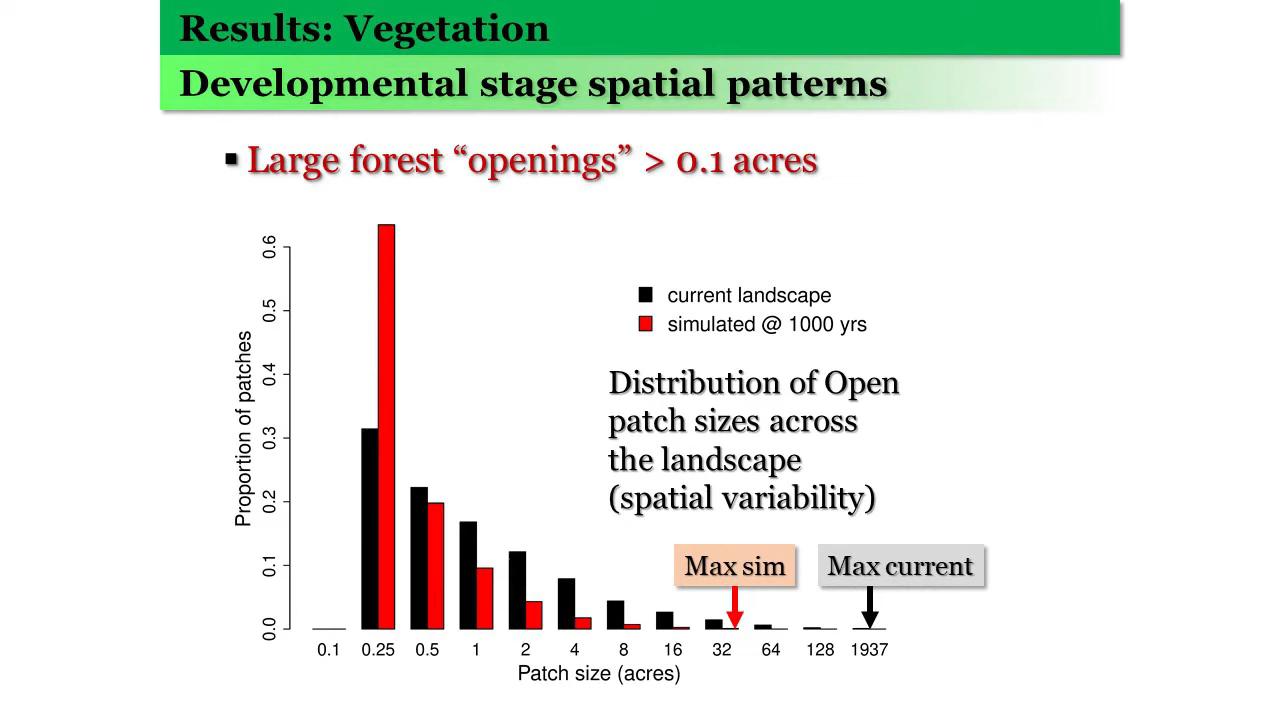 Results: Vegetation
Developmental stage spatial patterns
▪ Large forest “openings” > 0.1 acres
0.6
0.5
0.4
0.3
0.2
0.1
0.0
Proportion of patches
current landscape
simulated @ 1000 yrs
Distribution of Open
patch sizes across
the landscape
(spatial variability)
Max sim
Max current
0.1 0.25 0.5 1 2 4 8 16 32 64 128 1937
Patch size (acres)